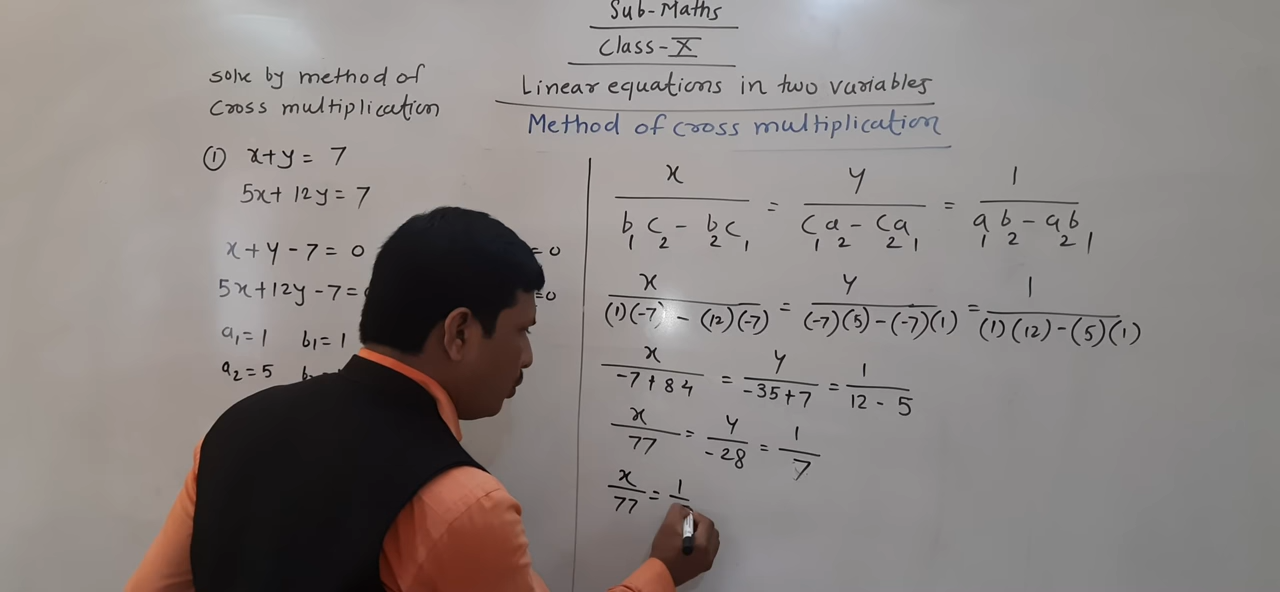 Sub-Maths
Class-X
Linear equations in two variables
Method of cross multiplication
solve by method of
Cross multiplication
① x+y = 7
5x+12y = 7
x+y-7=0
=0
5x+12y-7=
=0
a₁=1 b₁=1
a₂=5
x/(b₁c₂ - b₂c₁) = y/(c₁a₂ - c₂a₁) = 1/(a₁b₂ - a₂b₁)
x/((1)(-7) - (12)(-7)) = y/((-7)(5)-(-7)(1)) = 1/((1)(12)-(5)(1))
x/(-7+84) = y/(-35+7) = 1/(12-5)
x/77 = y/-28 = 1/7
x/77 = 1/